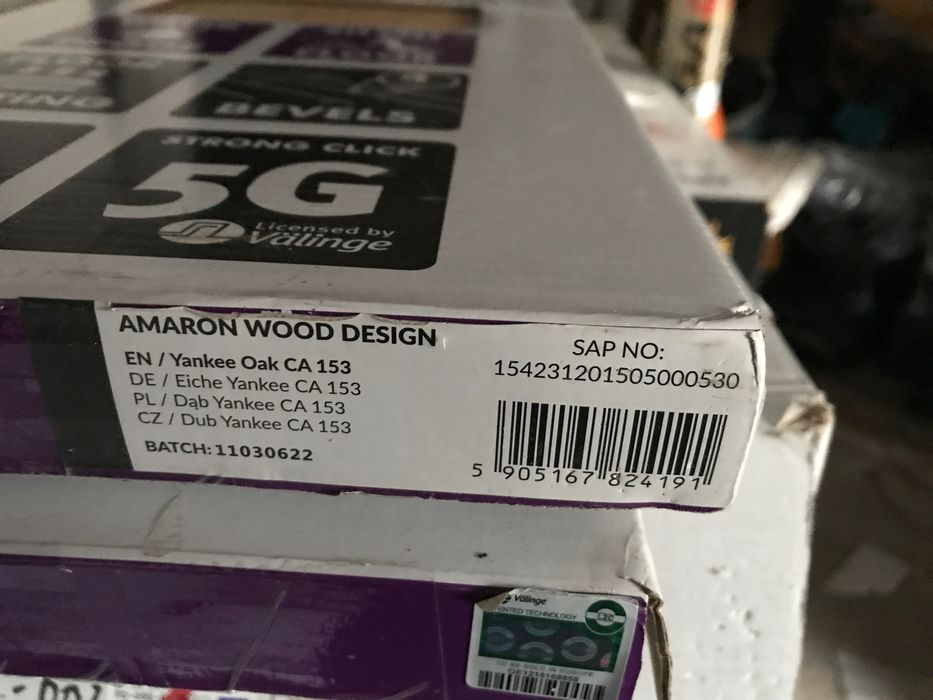 BEVELS
STRONG CLICK
5G
Licensed by
Välinge
AMARON WOOD DESIGN
EN / Yankee Oak CA 153
DE / Eiche Yankee CA 153
PL / Dąb Yankee CA 153
CZ / Dub Yankee CA 153
BATCH: 11030622
SAP NO:
154231201505000530
5 905167 824191
Välinge
TECHNOLOGY
TO BE SOLD IN EUROPE